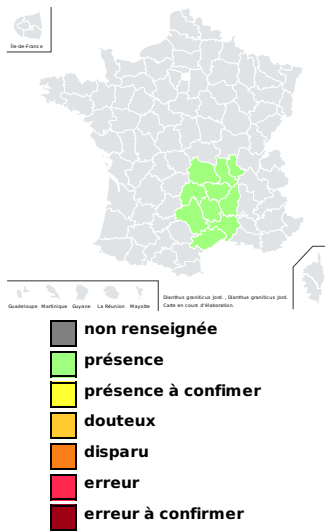 Île-de-France
Guadeloupe Martinique Guyane La Réunion Mayotte
Dianthus graniticus Jord. , Dianthus graniticus Jord.
Carte en cours d'élaboration.
non renseignée
présence
présence à confimer
douteux
disparu
erreur
erreur à confirmer